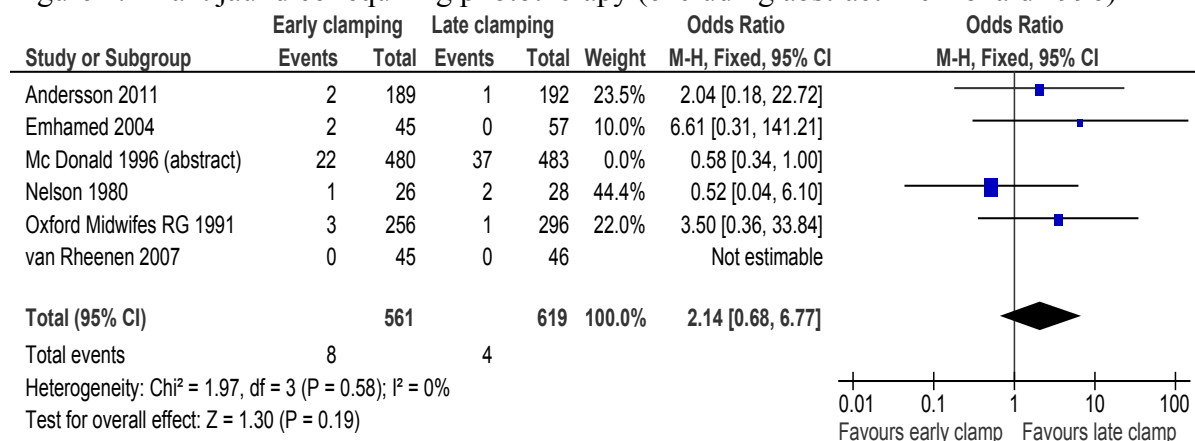 Early clamping Late clamping Odds Ratio Odds Ratio
Study or Subgroup Events Total Events Total Weight M-H, Fixed, 95% CI M-H, Fixed, 95% CI
Andersson 2011 2 189 1 192 23.5% 2.04 [0.18, 22.72]
Emhamed 2004 2 45 0 57 10.0% 6.61 [0.31, 141.21]
Mc Donald 1996 (abstract) 22 480 37 483 0.0% 0.58 [0.34, 1.00]
Nelson 1980 1 26 2 28 44.4% 0.52 [0.04, 6.10]
Oxford Midwifes RG 1991 3 256 1 296 22.0% 3.50 [0.36, 33.84]
van Rheenen 2007 0 45 0 46 Not estimable
Total (95% CI) 561 619 100.0% 2.14 [0.68, 6.77]
Total events 8 4
Heterogeneity: Chi² = 1.97, df = 3 (P = 0.58); I² = 0%
Test for overall effect: Z = 1.30 (P = 0.19)
0.01 0.1 1 10 100
Favours early clamp Favours late clamp